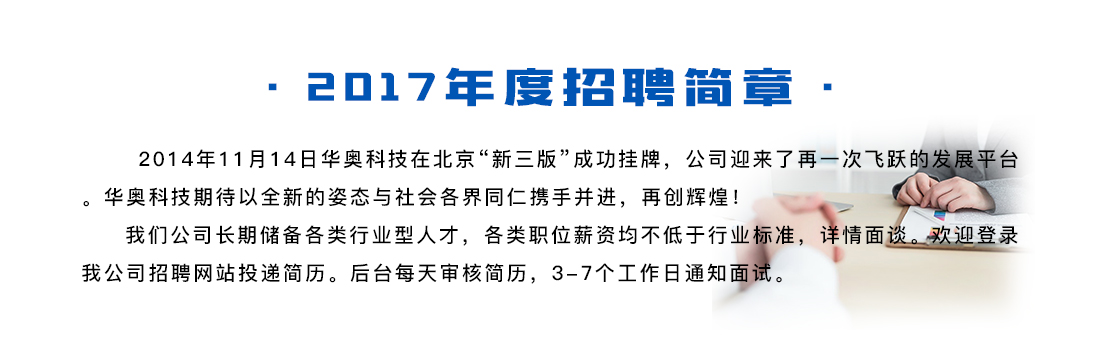 · 2017年度招聘简章 ·
2014年11月14日华奥科技在北京“新三版”成功挂牌，公司迎来了再一次飞跃的发展平台
。华奥科技期待以全新的姿态与社会各界同仁携手并进，再创辉煌！
我们公司长期储备各类行业型人才，各类职位薪资均不低于行业标准，详情面谈。欢迎登录
我公司招聘网站投递简历。后台每天审核简历，3-7个工作日通知面试。